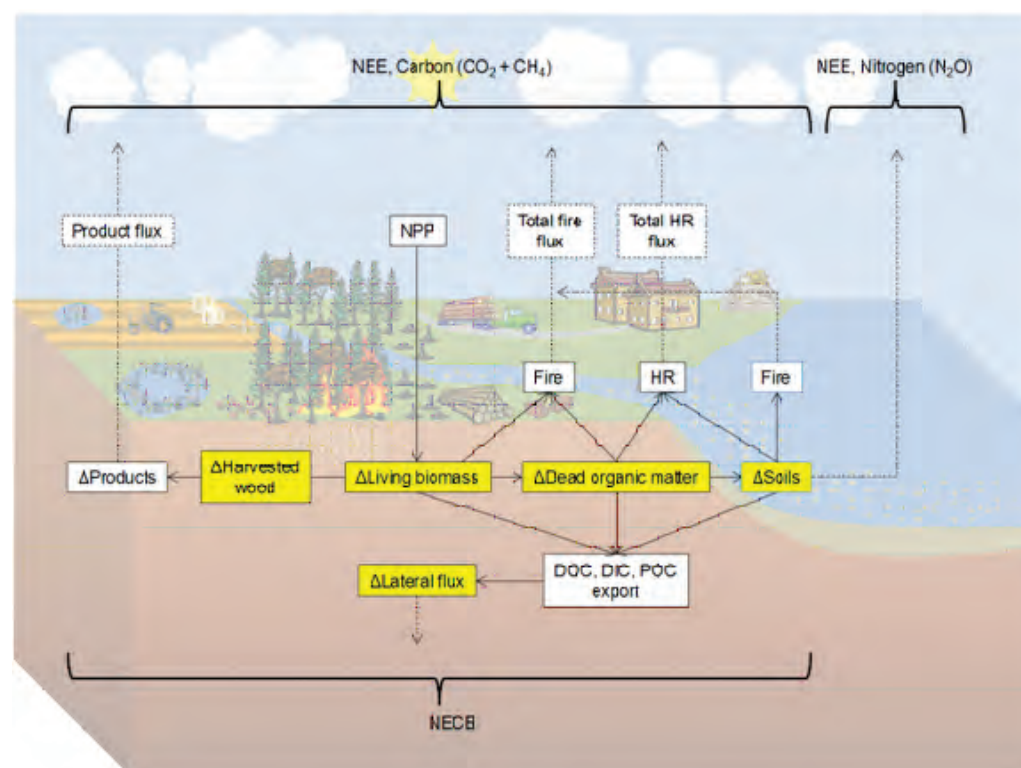 NEE, Carbon (CO₂ + CH₄)
NEE, Nitrogen (N₂O)
Product flux
NPP
Total fire
flux
Total HR
flux
Fire
HR
Fire
ΔProducts
ΔHarvested
wood
ΔLiving biomass
ΔDead organic matter
ΔSoils
ΔLateral flux
DOC, DIC, POC
export
NECB